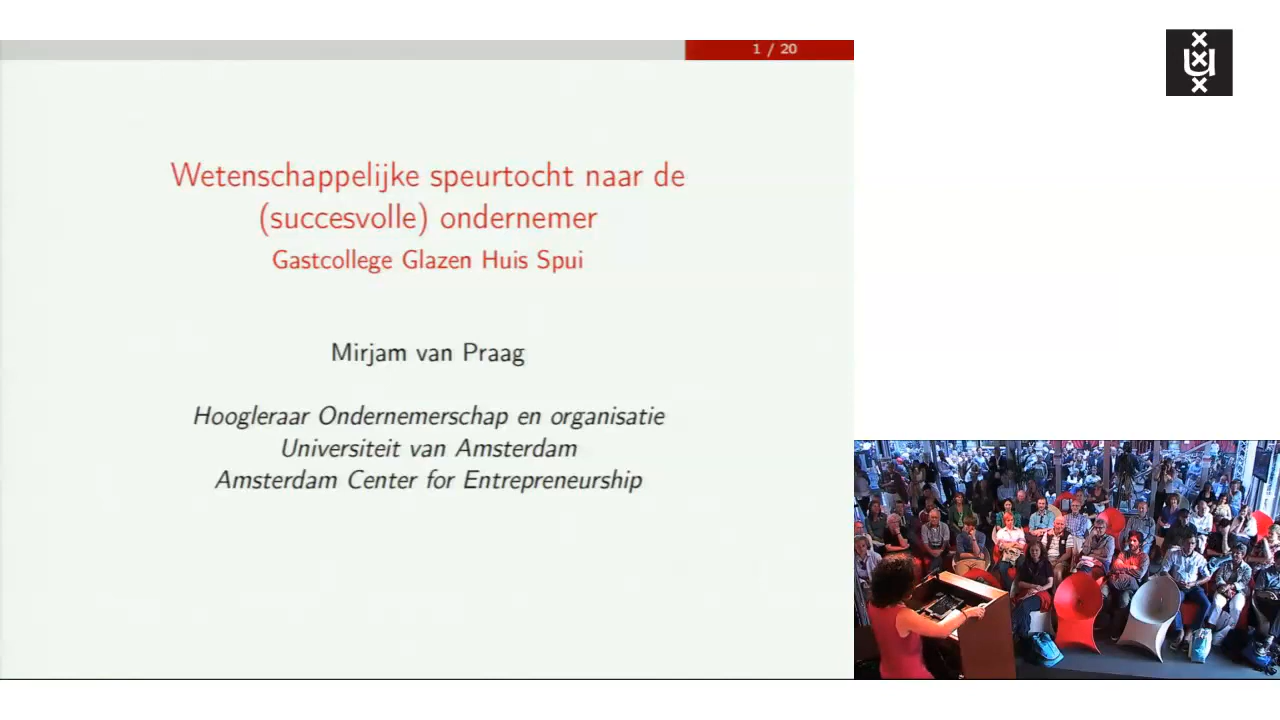 1 / 20
Wetenschappelijke speurtocht naar de
(succesvolle) ondernemer
Gastcollege Glazen Huis Spui
Mirjam van Praag
Hoogleraar Ondernemerschap en organisatie
Universiteit van Amsterdam
Amsterdam Center for Entrepreneurship